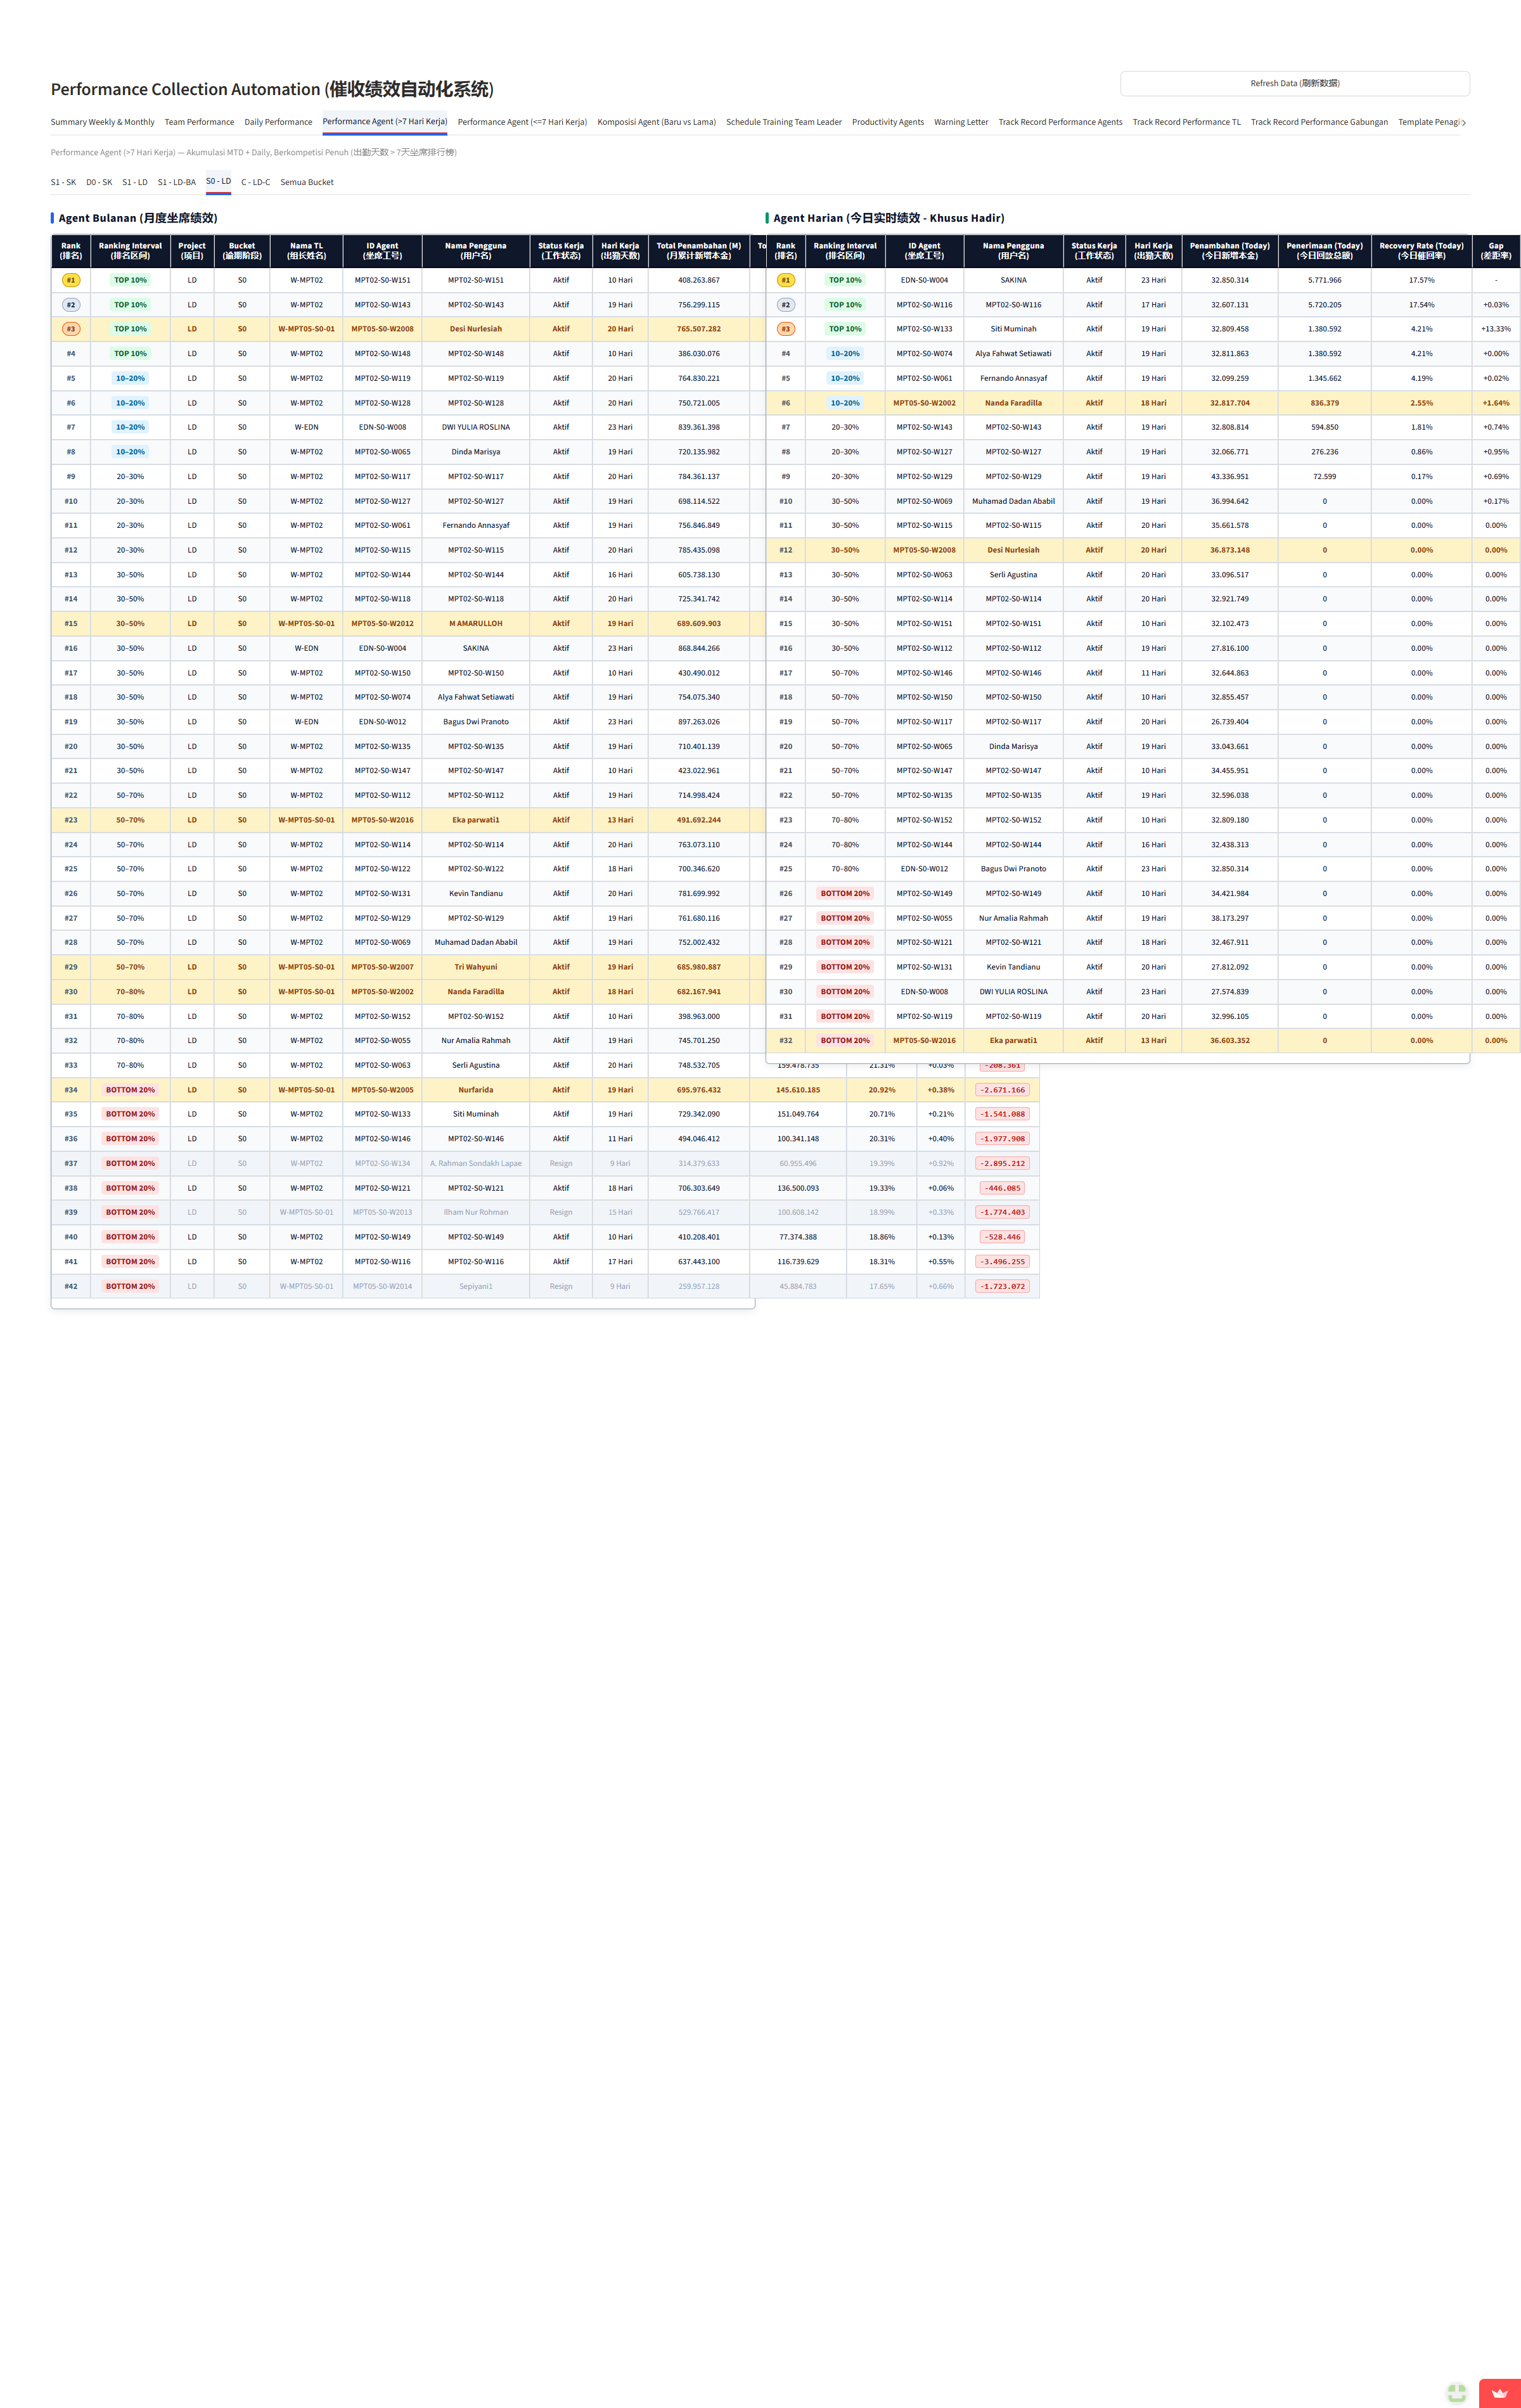 Performance Collection Automation (催收绩效自动化系统)
Refresh Data (刷新数据)
Summary Weekly & Monthly Team Performance Daily Performance Performance Agent (>7 Hari Kerja) Performance Agent (<=7 Hari Kerja) Komposisi Agent (Baru vs Lama) Schedule Training Team Leader Productivity Agents Warning Letter Track Record Performance Agents Track Record Performance TL Track Record Performance Gabungan Template Penagi
Performance Agent (>7 Hari Kerja) — Akumulasi MTD + Daily, Berkompetisi Penuh (出勤天数 > 7天坐席排行榜)
S1 - SK D0 - SK S1 - LD S1 - LD-BA S0 - LD C - LD-C Semua Bucket
Agent Bulanan (月度坐席绩效)
Rank Ranking Interval Project Bucket Nama TL ID Agent Nama Pengguna Status Kerja Hari Kerja Total Penambahan (M) To
(排名) (排名区间) (项目) (逾期阶段) (组长姓名) (坐席工号) (用户名) (工作状态) (出勤天数) (月累计新增本金)
#1 TOP 10% LD S0 W-MPT02 MPT02-S0-W151 MPT02-S0-W151 Aktif 10 Hari 408.263.867
#2 TOP 10% LD S0 W-MPT02 MPT02-S0-W143 MPT02-S0-W143 Aktif 19 Hari 756.299.115
#3 TOP 10% LD S0 W-MPT05-S0-01 MPT05-S0-W2008 Desi Nurlesiah Aktif 20 Hari 765.507.282
#4 TOP 10% LD S0 W-MPT02 MPT02-S0-W148 MPT02-S0-W148 Aktif 10 Hari 386.030.076
#5 10–20% LD S0 W-MPT02 MPT02-S0-W119 MPT02-S0-W119 Aktif 20 Hari 764.830.221
#6 10–20% LD S0 W-MPT02 MPT02-S0-W128 MPT02-S0-W128 Aktif 20 Hari 750.721.005
#7 10–20% LD S0 W-EDN EDN-S0-W008 DWI YULIA ROSLINA Aktif 23 Hari 839.361.398
#8 10–20% LD S0 W-MPT02 MPT02-S0-W065 Dinda Marisya Aktif 19 Hari 720.135.982
#9 20–30% LD S0 W-MPT02 MPT02-S0-W117 MPT02-S0-W117 Aktif 20 Hari 784.361.137
#10 20–30% LD S0 W-MPT02 MPT02-S0-W127 MPT02-S0-W127 Aktif 19 Hari 698.114.522
#11 20–30% LD S0 W-MPT02 MPT02-S0-W061 Fernando Annasyaf Aktif 19 Hari 756.846.849
#12 20–30% LD S0 W-MPT02 MPT02-S0-W115 MPT02-S0-W115 Aktif 20 Hari 785.435.098
#13 30–50% LD S0 W-MPT02 MPT02-S0-W144 MPT02-S0-W144 Aktif 16 Hari 605.738.130
#14 30–50% LD S0 W-MPT02 MPT02-S0-W118 MPT02-S0-W118 Aktif 20 Hari 725.341.742
#15 30–50% LD S0 W-MPT05-S0-01 MPT05-S0-W2012 M AMARULLOH Aktif 19 Hari 689.609.903
#16 30–50% LD S0 W-EDN EDN-S0-W004 SAKINA Aktif 23 Hari 868.844.266
#17 30–50% LD S0 W-MPT02 MPT02-S0-W150 MPT02-S0-W150 Aktif 10 Hari 430.490.012
#18 30–50% LD S0 W-MPT02 MPT02-S0-W074 Alya Fahwat Setiawati Aktif 19 Hari 754.075.340
#19 30–50% LD S0 W-EDN EDN-S0-W012 Bagus Dwi Pranoto Aktif 23 Hari 897.263.026
#20 30–50% LD S0 W-MPT02 MPT02-S0-W135 MPT02-S0-W135 Aktif 19 Hari 710.401.139
#21 30–50% LD S0 W-MPT02 MPT02-S0-W147 MPT02-S0-W147 Aktif 10 Hari 423.022.961
#22 50–70% LD S0 W-MPT02 MPT02-S0-W112 MPT02-S0-W112 Aktif 19 Hari 714.998.424
#23 50–70% LD S0 W-MPT05-S0-01 MPT05-S0-W2016 Eka parwati1 Aktif 13 Hari 491.692.244
#24 50–70% LD S0 W-MPT02 MPT02-S0-W114 MPT02-S0-W114 Aktif 20 Hari 763.073.110
#25 50–70% LD S0 W-MPT02 MPT02-S0-W122 MPT02-S0-W122 Aktif 18 Hari 700.346.620
#26 50–70% LD S0 W-MPT02 MPT02-S0-W131 Kevin Tandianu Aktif 20 Hari 781.699.992
#27 50–70% LD S0 W-MPT02 MPT02-S0-W129 MPT02-S0-W129 Aktif 19 Hari 761.680.116
#28 50–70% LD S0 W-MPT02 MPT02-S0-W069 Muhamad Dadan Ababil Aktif 19 Hari 752.002.432
#29 50–70% LD S0 W-MPT05-S0-01 MPT05-S0-W2007 Tri Wahyuni Aktif 19 Hari 685.980.887
#30 70–80% LD S0 W-MPT05-S0-01 MPT05-S0-W2002 Nanda Faradilla Aktif 18 Hari 682.167.941
#31 70–80% LD S0 W-MPT02 MPT02-S0-W152 MPT02-S0-W152 Aktif 10 Hari 398.963.000
#32 70–80% LD S0 W-MPT02 MPT02-S0-W055 Nur Amalia Rahmah Aktif 19 Hari 745.701.250
#33 70–80% LD S0 W-MPT02 MPT02-S0-W063 Serli Agustina Aktif 20 Hari 748.532.705 159.478.735 21.31% +0.03% -208.361
#34 BOTTOM 20% LD S0 W-MPT05-S0-01 MPT05-S0-W2005 Nurfarida Aktif 19 Hari 695.976.432 145.610.185 20.92% +0.38% -2.671.166
#35 BOTTOM 20% LD S0 W-MPT02 MPT02-S0-W133 Siti Muminah Aktif 19 Hari 729.342.090 151.049.764 20.71% +0.21% -1.541.088
#36 BOTTOM 20% LD S0 W-MPT02 MPT02-S0-W146 MPT02-S0-W146 Aktif 11 Hari 494.046.412 100.341.148 20.31% +0.40% -1.977.908
#37 BOTTOM 20% LD S0 W-MPT02 MPT02-S0-W134 A. Rahman Sondakh Lapae Resign 9 Hari 314.379.633 60.955.496 19.39% +0.92% -2.895.212
#38 BOTTOM 20% LD S0 W-MPT02 MPT02-S0-W121 MPT02-S0-W121 Aktif 18 Hari 706.303.649 136.500.093 19.33% +0.06% -446.085
#39 BOTTOM 20% LD S0 W-MPT05-S0-01 MPT05-S0-W2013 Ilham Nur Rohman Resign 15 Hari 529.766.417 100.608.142 18.99% +0.33% -1.774.403
#40 BOTTOM 20% LD S0 W-MPT02 MPT02-S0-W149 MPT02-S0-W149 Aktif 10 Hari 410.208.401 77.374.388 18.86% +0.13% -528.446
#41 BOTTOM 20% LD S0 W-MPT02 MPT02-S0-W116 MPT02-S0-W116 Aktif 17 Hari 637.443.100 116.739.629 18.31% +0.55% -3.496.255
#42 BOTTOM 20% LD S0 W-MPT05-S0-01 MPT05-S0-W2014 Sepiyani1 Resign 9 Hari 259.957.128 45.884.783 17.65% +0.66% -1.723.072
Agent Harian (今日实时绩效 - Khusus Hadir)
Rank Ranking Interval ID Agent Nama Pengguna Status Kerja Hari Kerja Penambahan (Today) Penerimaan (Today) Recovery Rate (Today) Gap
(排名) (排名区间) (坐席工号) (用户名) (工作状态) (出勤天数) (今日新增本金) (今日回款总额) (今日催回率) (差距率)
#1 TOP 10% EDN-S0-W004 SAKINA Aktif 23 Hari 32.850.314 5.771.966 17.57% -
#2 TOP 10% MPT02-S0-W116 MPT02-S0-W116 Aktif 17 Hari 32.607.131 5.720.205 17.54% +0.03%
#3 TOP 10% MPT02-S0-W133 Siti Muminah Aktif 19 Hari 32.809.458 1.380.592 4.21% +13.33%
#4 10–20% MPT02-S0-W074 Alya Fahwat Setiawati Aktif 19 Hari 32.811.863 1.380.592 4.21% +0.00%
#5 10–20% MPT02-S0-W061 Fernando Annasyaf Aktif 19 Hari 32.099.259 1.345.662 4.19% +0.02%
#6 10–20% MPT05-S0-W2002 Nanda Faradilla Aktif 18 Hari 32.817.704 836.379 2.55% +1.64%
#7 20–30% MPT02-S0-W143 MPT02-S0-W143 Aktif 19 Hari 32.808.814 594.850 1.81% +0.74%
#8 20–30% MPT02-S0-W127 MPT02-S0-W127 Aktif 19 Hari 32.066.771 276.236 0.86% +0.95%
#9 20–30% MPT02-S0-W129 MPT02-S0-W129 Aktif 19 Hari 43.336.951 72.599 0.17% +0.69%
#10 30–50% MPT02-S0-W069 Muhamad Dadan Ababil Aktif 19 Hari 36.994.642 0 0.00% +0.17%
#11 30–50% MPT02-S0-W115 MPT02-S0-W115 Aktif 20 Hari 35.661.578 0 0.00% 0.00%
#12 30–50% MPT05-S0-W2008 Desi Nurlesiah Aktif 20 Hari 36.873.148 0 0.00% 0.00%
#13 30–50% MPT02-S0-W063 Serli Agustina Aktif 20 Hari 33.096.517 0 0.00% 0.00%
#14 30–50% MPT02-S0-W114 MPT02-S0-W114 Aktif 20 Hari 32.921.749 0 0.00% 0.00%
#15 30–50% MPT02-S0-W151 MPT02-S0-W151 Aktif 10 Hari 32.102.473 0 0.00% 0.00%
#16 30–50% MPT02-S0-W112 MPT02-S0-W112 Aktif 19 Hari 27.816.100 0 0.00% 0.00%
#17 50–70% MPT02-S0-W146 MPT02-S0-W146 Aktif 11 Hari 32.644.863 0 0.00% 0.00%
#18 50–70% MPT02-S0-W150 MPT02-S0-W150 Aktif 10 Hari 32.855.457 0 0.00% 0.00%
#19 50–70% MPT02-S0-W117 MPT02-S0-W117 Aktif 20 Hari 26.739.404 0 0.00% 0.00%
#20 50–70% MPT02-S0-W065 Dinda Marisya Aktif 19 Hari 33.043.661 0 0.00% 0.00%
#21 50–70% MPT02-S0-W147 MPT02-S0-W147 Aktif 10 Hari 34.455.951 0 0.00% 0.00%
#22 50–70% MPT02-S0-W135 MPT02-S0-W135 Aktif 19 Hari 32.596.038 0 0.00% 0.00%
#23 70–80% MPT02-S0-W152 MPT02-S0-W152 Aktif 10 Hari 32.809.180 0 0.00% 0.00%
#24 70–80% MPT02-S0-W144 MPT02-S0-W144 Aktif 16 Hari 32.438.313 0 0.00% 0.00%
#25 70–80% EDN-S0-W012 Bagus Dwi Pranoto Aktif 23 Hari 32.850.314 0 0.00% 0.00%
#26 BOTTOM 20% MPT02-S0-W149 MPT02-S0-W149 Aktif 10 Hari 34.421.984 0 0.00% 0.00%
#27 BOTTOM 20% MPT02-S0-W055 Nur Amalia Rahmah Aktif 19 Hari 38.173.297 0 0.00% 0.00%
#28 BOTTOM 20% MPT02-S0-W121 MPT02-S0-W121 Aktif 18 Hari 32.467.911 0 0.00% 0.00%
#29 BOTTOM 20% MPT02-S0-W131 Kevin Tandianu Aktif 20 Hari 27.812.092 0 0.00% 0.00%
#30 BOTTOM 20% EDN-S0-W008 DWI YULIA ROSLINA Aktif 23 Hari 27.574.839 0 0.00% 0.00%
#31 BOTTOM 20% MPT02-S0-W119 MPT02-S0-W119 Aktif 20 Hari 32.996.105 0 0.00% 0.00%
#32 BOTTOM 20% MPT05-S0-W2016 Eka parwati1 Aktif 13 Hari 36.603.352 0 0.00% 0.00%